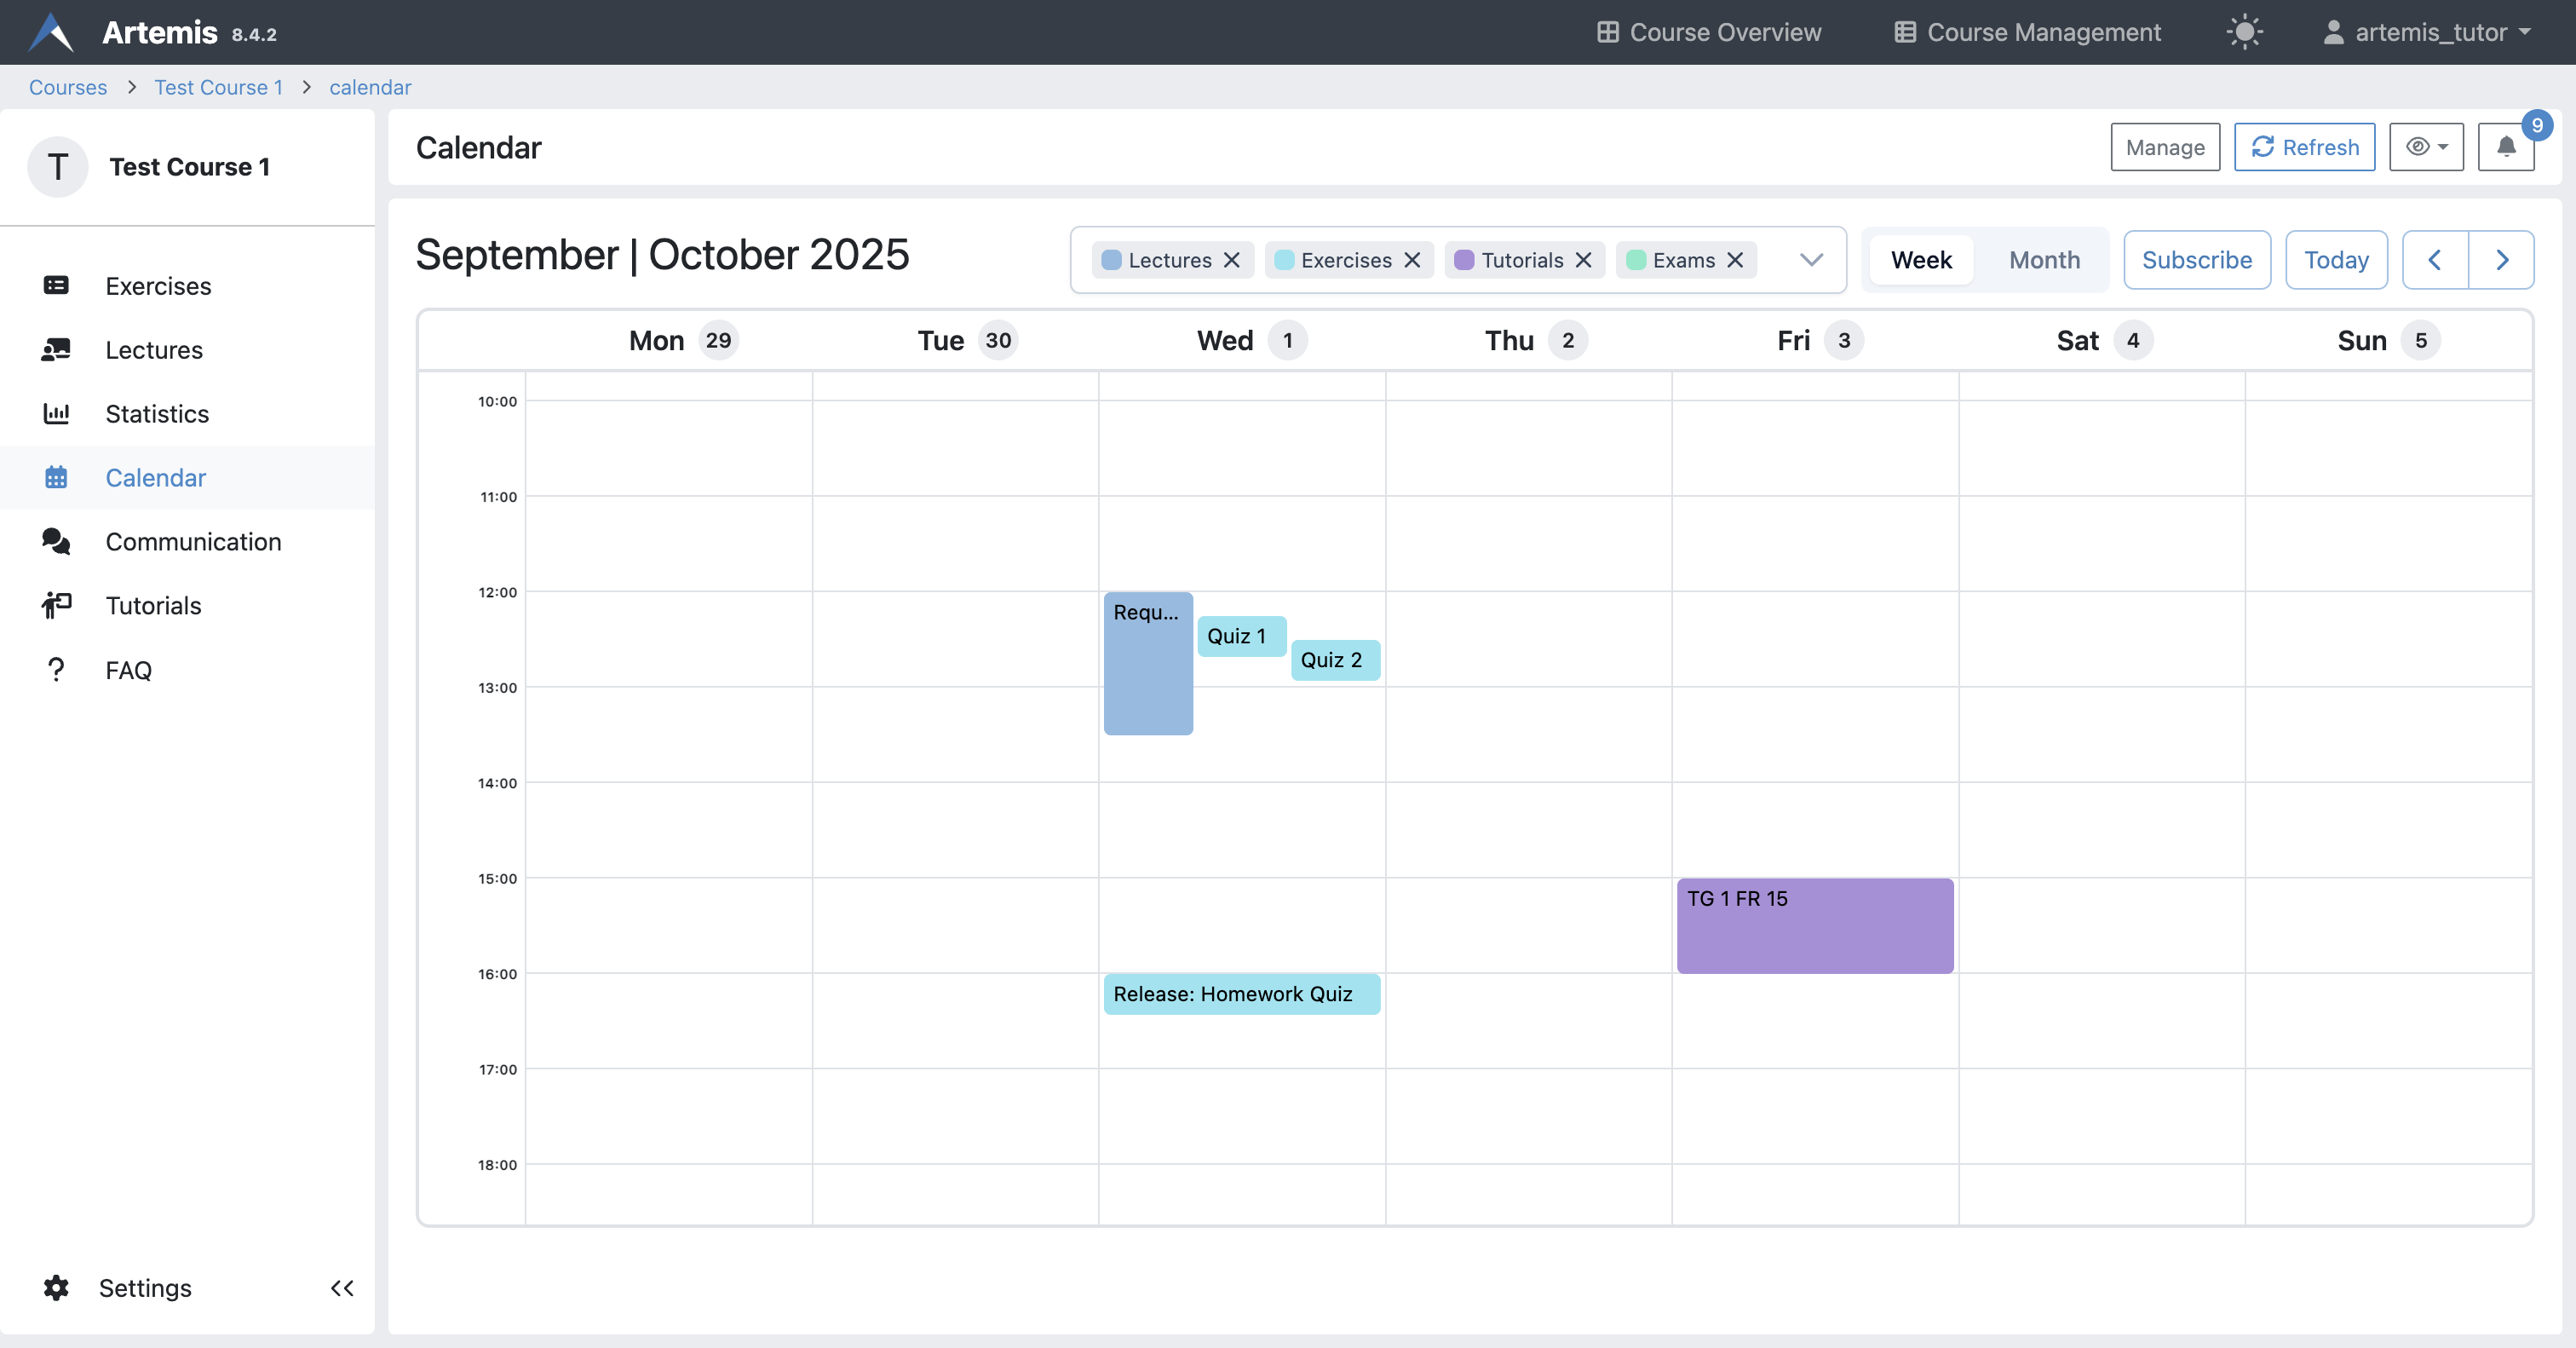 Artemis 8.4.2
Course Overview
Course Management
artemis_tutor
Courses > Test Course 1 > calendar
T
Test Course 1
Exercises
Lectures
Statistics
Calendar
Communication
Tutorials
? FAQ
Settings
Calendar
Manage
Refresh
9
September | October 2025
Lectures
Exercises
Tutorials
Exams
Week
Month
Subscribe
Today
Mon 29
Tue 30
Wed 1
Thu 2
Fri 3
Sat 4
Sun 5
10:00
11:00
12:00
Requ...
Quiz 1
Quiz 2
13:00
14:00
15:00
TG 1 FR 15
16:00
Release: Homework Quiz
17:00
18:00